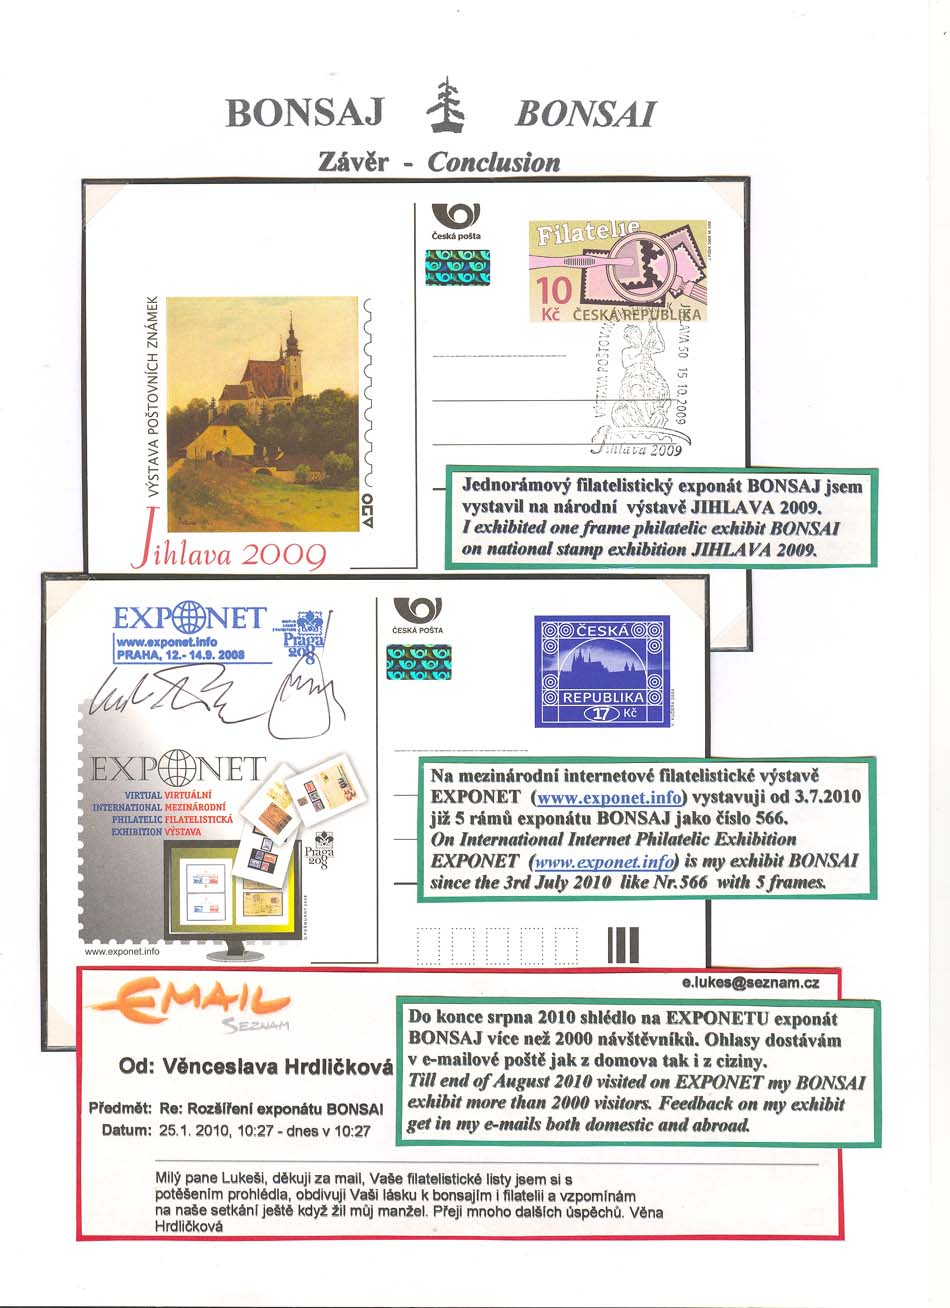 BONSAJ BONSAI
Závěr - Conclusion
Česká pošta
Filatelie
10
Kč ČESKÁ REPUBLIKA
VÝSTAVA POŠTOVNÍCH ZNÁMEK
Jihlava 2009
VÝSTAVA POŠTOVNÍCH ZNÁMEK
JIHLAVA 50 15.10.2009
Jihlava 2009
Jednorámový filatelistický exponát BONSAJ jsem
vystavil na národní výstavě JIHLAVA 2009.
I exhibited one frame philatelic exhibit BONSAI
on national stamp exhibition JIHLAVA 2009.
EXPONET
www.exponet.info
PRAHA, 12.- 14.9. 2008
Praga
2008
ČESKÁ POŠTA
ČESKÁ
REPUBLIKA
17 Kč
EXPONET
VIRTUAL VIRTUÁLNÍ
INTERNATIONAL MEZINÁRODNÍ
PHILATELIC FILATELISTICKÁ
EXHIBITION VÝSTAVA
Praga
2008
www.exponet.info
Na mezinárodní internetové filatelistické výstavě
EXPONET (www.exponet.info) vystavuji od 3.7.2010
již 5 rámů exponátu BONSAJ jako číslo 566.
On International Internet Philatelic Exhibition
EXPONET (www.exponet.info) is my exhibit BONSAI
since the 3rd July 2010 like Nr.566 with 5 frames.
EMAIL
SEZNAM
e.lukes@seznam.cz
Do konce srpna 2010 shlédlo na EXPONETU exponát
BONSAJ více než 2000 návštěvníků. Ohlasy dostávám
v e-mailové poště jak z domova tak i z ciziny.
Till end of August 2010 visited on EXPONET my BONSAI
exhibit more than 2000 visitors. Feedback on my exhibit
get in my e-mails both domestic and abroad.
Od: Věnceslava Hrdličková
Předmět: Re: Rozšíření exponátu BONSAI
Datum: 25.1. 2010, 10:27 - dnes v 10:27
Milý pane Lukeši, děkuji za mail, Vaše filatelistické listy jsem si s
potěšením prohlédla, obdivuji Vaši lásku k bonsajím i filatelii a vzpomínám
na naše setkání ještě když žil můj manžel. Přeji mnoho dalších úspěchů. Věna
Hrdličková